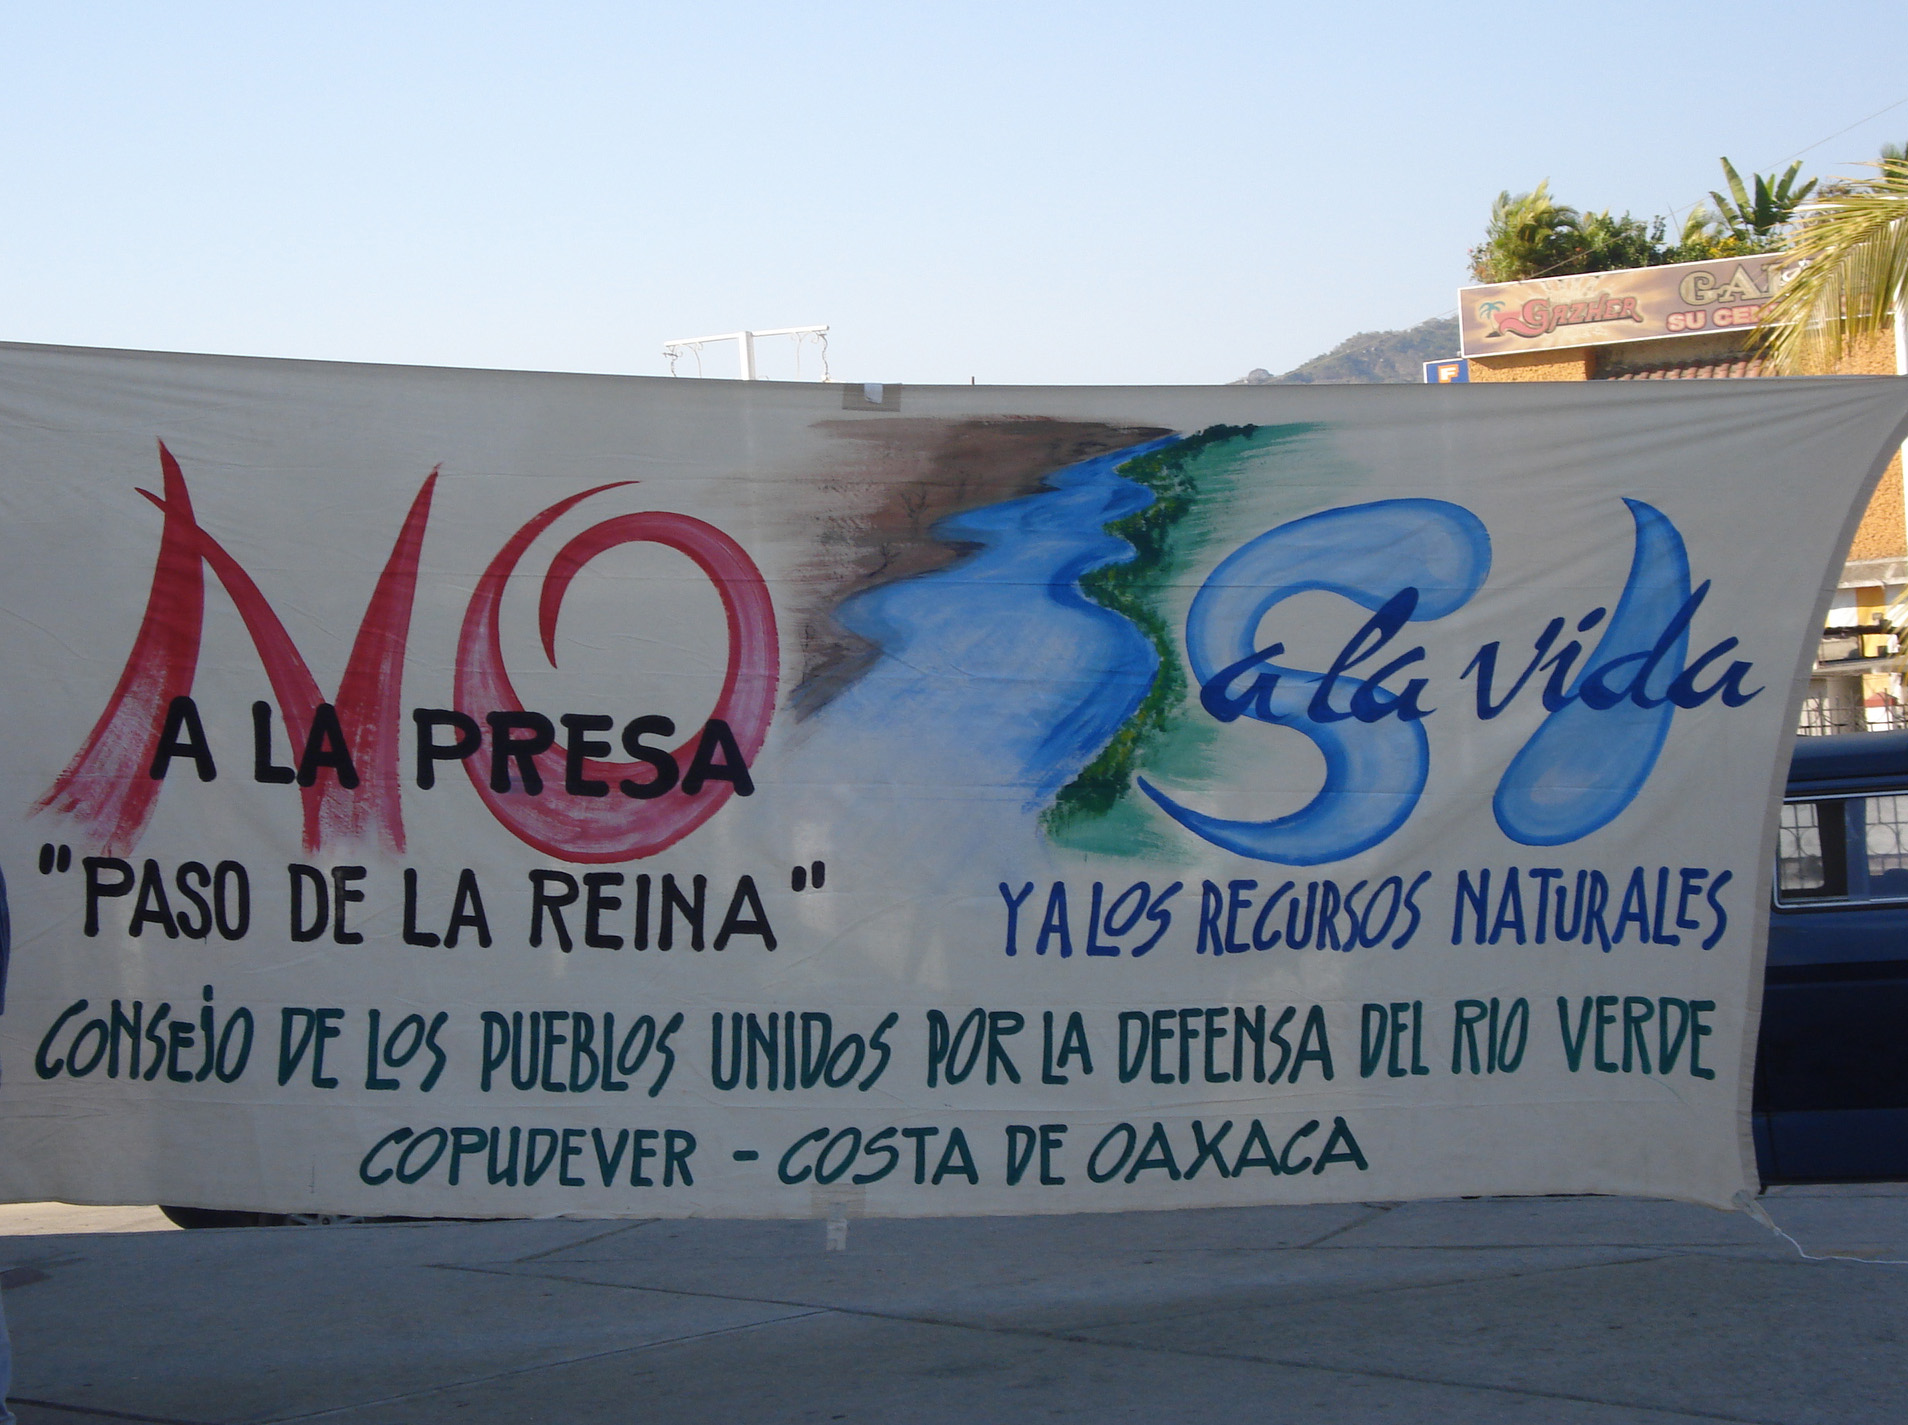 GAZHER
SU
F
NO
A LA PRESA
"PASO DE LA REINA"
SI
a la vida
Y A LOS RECURSOS NATURALES
CONSEJO DE LOS PUEBLOS UNIDOS POR LA DEFENSA DEL RIO VERDE
COPUDEVER - COSTA DE OAXACA